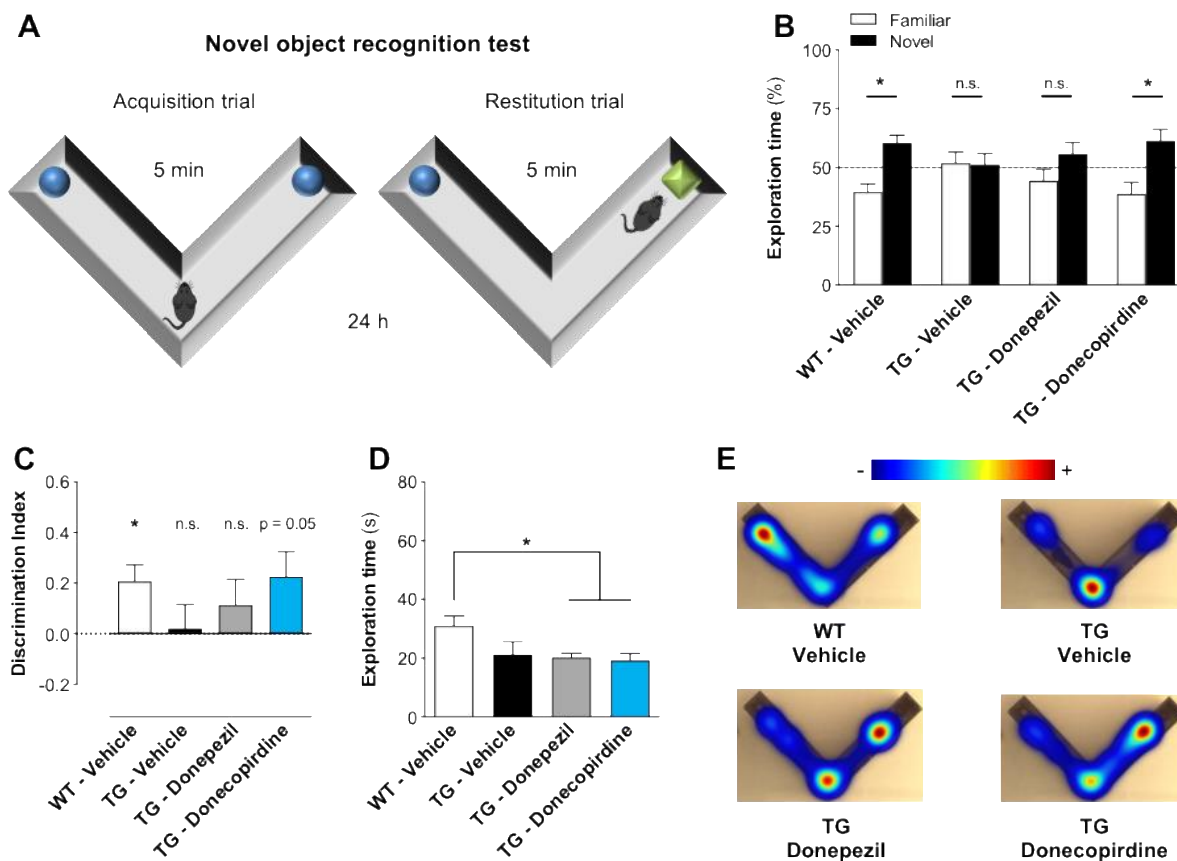 A
Novel object recognition test
Acquisition trial
Restitution trial
5 min
5 min
24 h
B
Familiar
Novel
Exploration time (%)
100
75
50
25
0
*
n.s.
n.s.
*
WT - Vehicle
TG - Vehicle
TG - Donepezil
TG - Donecopirdine
C
Discrimination Index
0.6
0.4
0.2
0.0
-0.2
*
n.s.
n.s.
p = 0.05
WT - Vehicle
TG - Vehicle
TG - Donepezil
TG - Donecopirdine
D
Exploration time (s)
80
60
40
20
0
*
WT - Vehicle
TG - Vehicle
TG - Donepezil
TG - Donecopirdine
E
- +
WT
Vehicle
TG
Vehicle
TG
Donepezil
TG
Donecopirdine